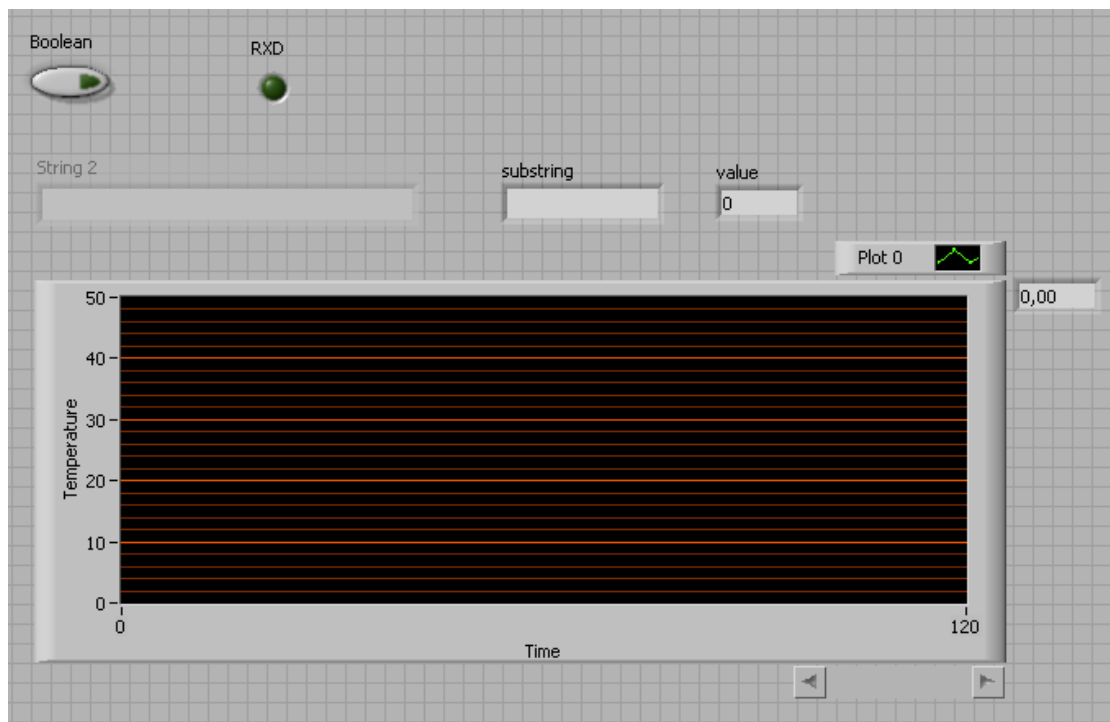 Boolean
RXD
String 2
substring
value
0
Plot 0
0,00
50
40
30
20
10
0
Temperature
0
120
Time